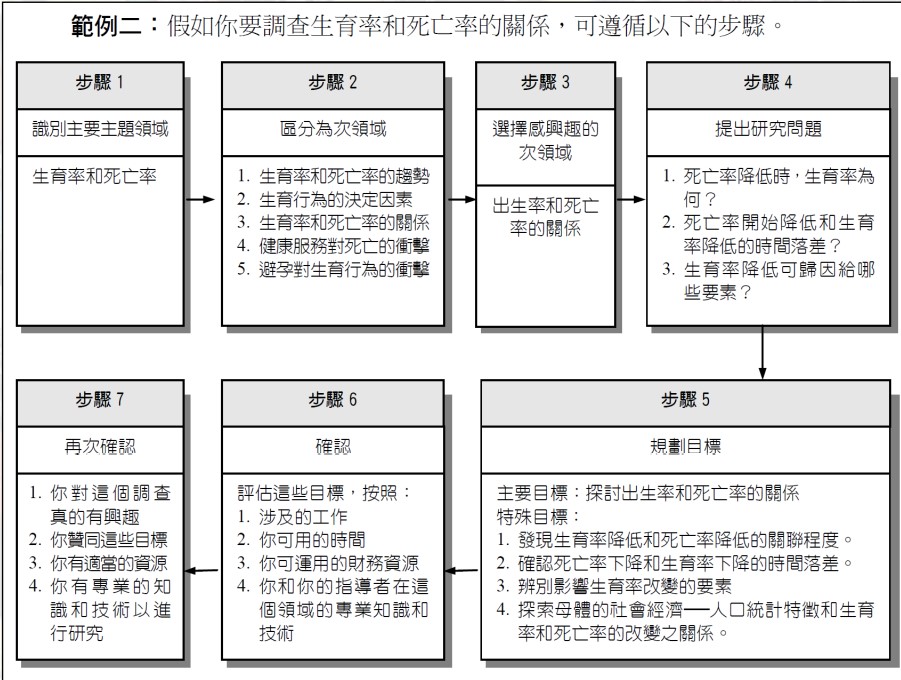 範例二：假如你要調查生育率和死亡率的關係，可遵循以下的步驟。
步驟 1
識別主要主題領域
生育率和死亡率
步驟 2
區分為次領域
1. 生育率和死亡率的趨勢
2. 生育行為的決定因素
3. 生育率和死亡率的關係
4. 健康服務對死亡的衝擊
5. 避孕對生育行為的衝擊
步驟 3
選擇感興趣的
次領域
出生率和死亡
率的關係
步驟 4
提出研究問題
1. 死亡率降低時，生育率為
何？
2. 死亡率開始降低和生育
率降低的時間落差？
3. 生育率降低可歸因給哪
些要素？
步驟 5
規劃目標
主要目標：探討出生率和死亡率的關係
特殊目標：
1. 發現生育率降低和死亡率降低的關聯程度。
2. 確認死亡率下降和生育率下降的時間落差。
3. 辨別影響生育率改變的要素
4. 探索母體的社會經濟——人口統計特徵和生育
率和死亡率的改變之關係。
步驟 6
確認
評估這些目標，按照：
1. 涉及的工作
2. 你可用的時間
3. 你可運用的財務資源
4. 你和你的指導者在這
個領域的專業知識和
技術
步驟 7
再次確認
1. 你對這個調查
真的有興趣
2. 你贊同這些目標
3. 你有適當的資源
4. 你有專業的知
識和技術以進
行研究